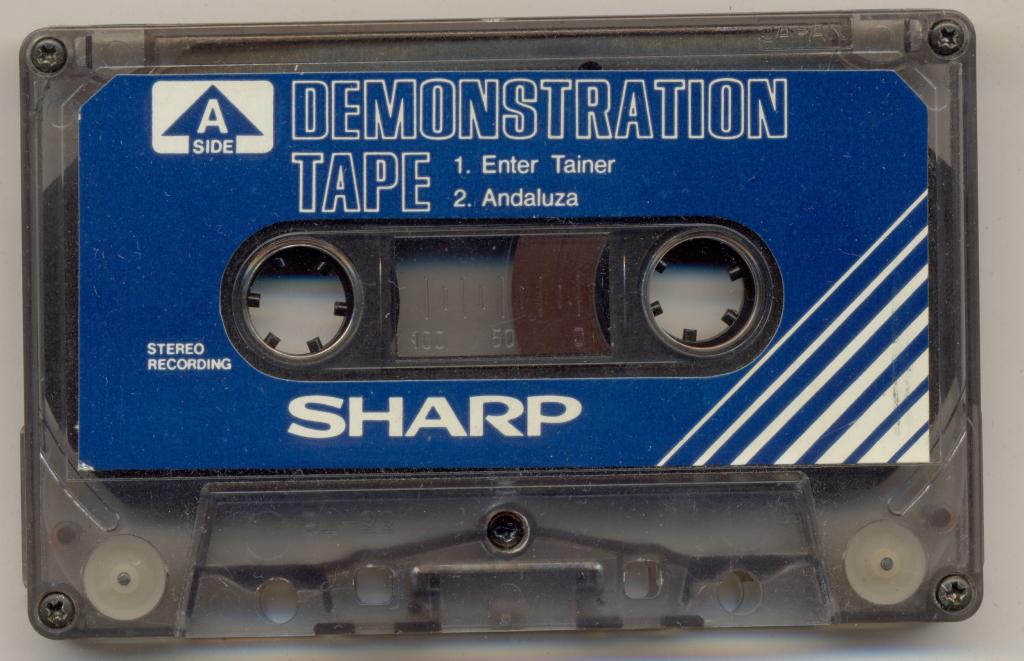 JAPAN
A
SIDE
DEMONSTRATION
TAPE
1. Enter Tainer
2. Andaluza
100 50 0
STEREO
RECORDING
SHARP